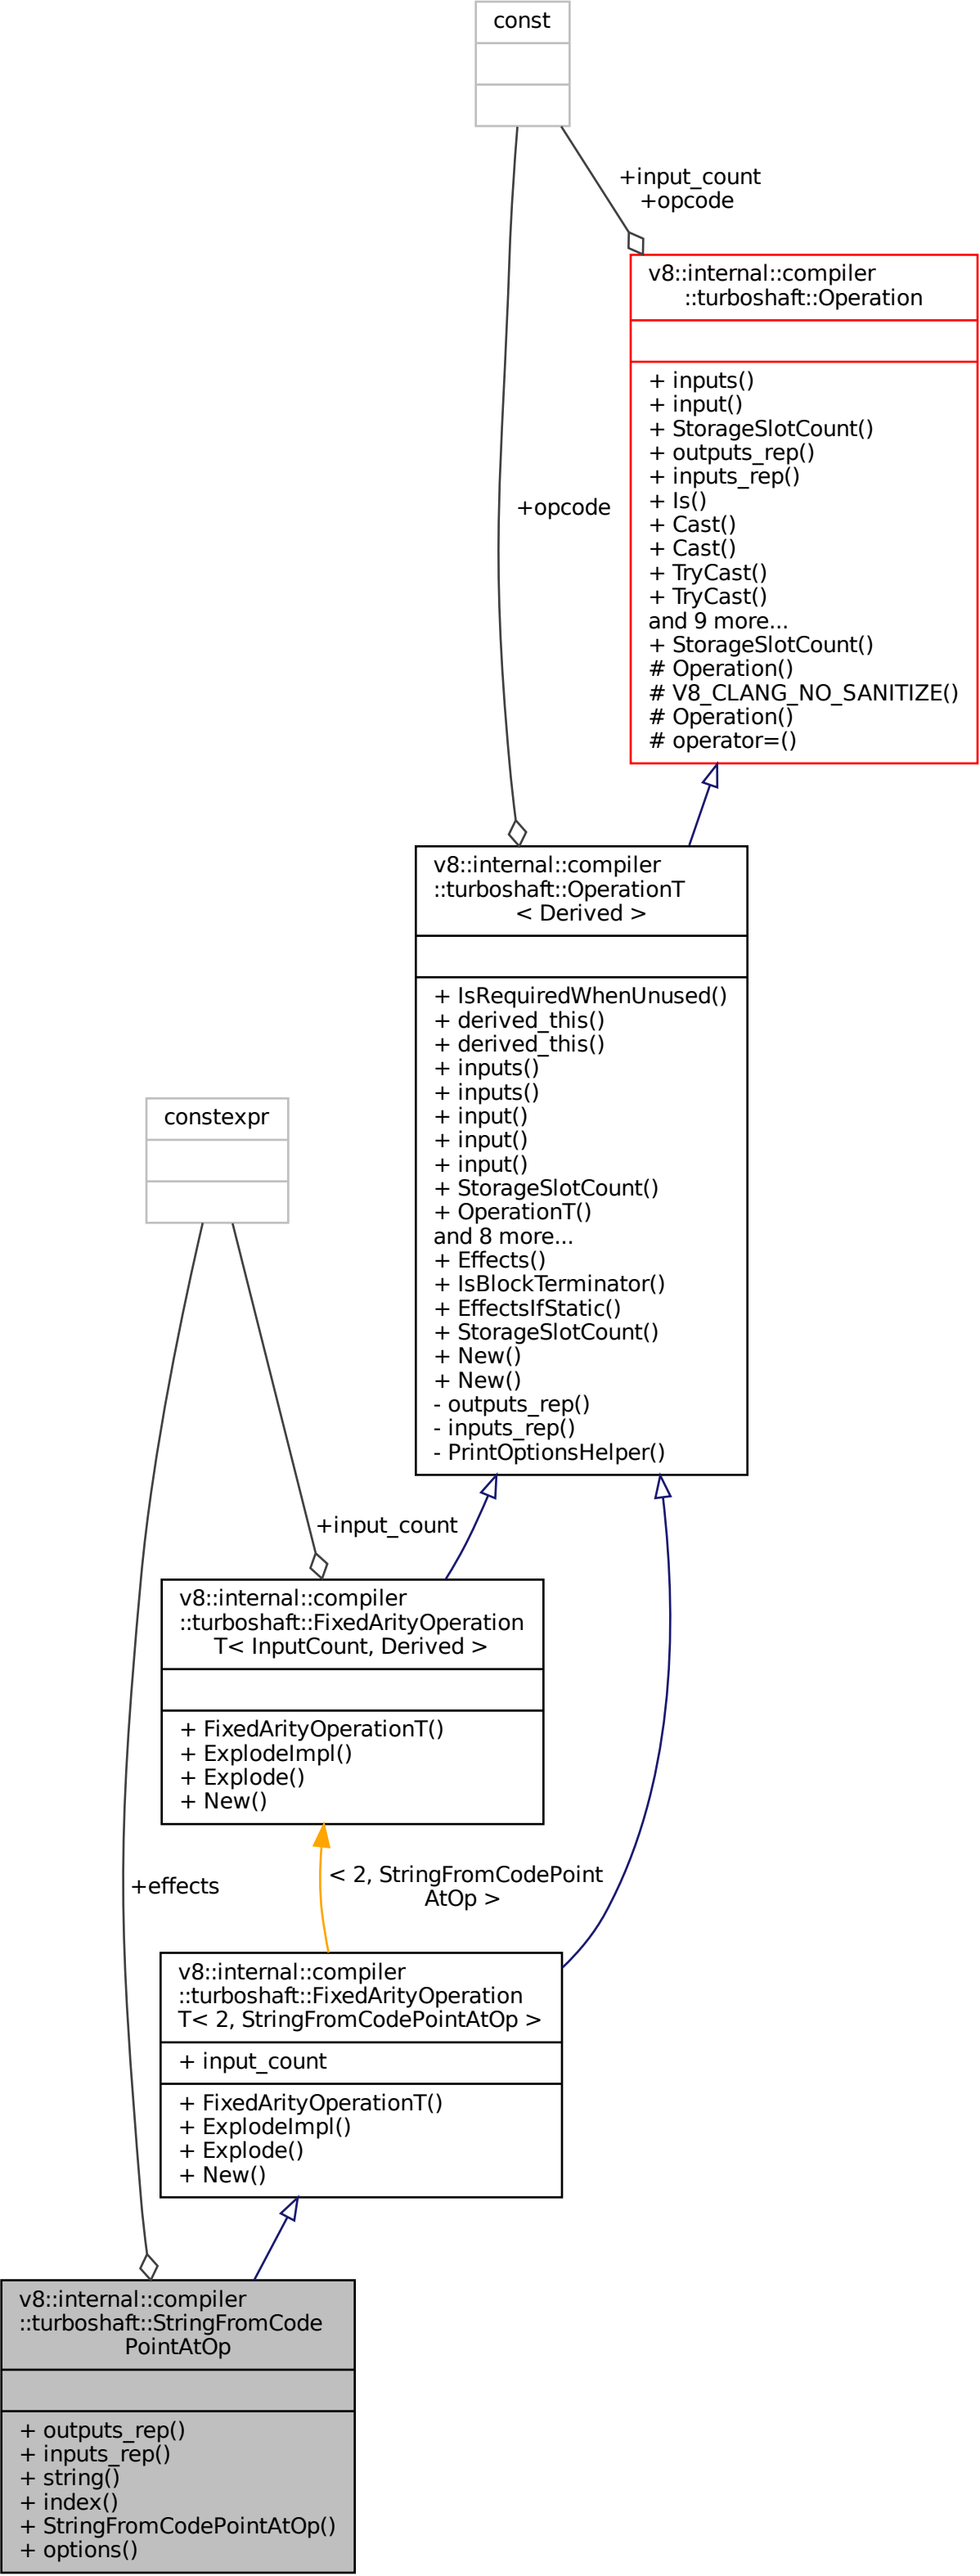 const
+input_count
+opcode
v8::internal::compiler
::turboshaft::Operation
+ inputs()
+ input()
+ StorageSlotCount()
+ outputs_rep()
+ inputs_rep()
+ Is()
+ Cast()
+ Cast()
+ TryCast()
+ TryCast()
and 9 more...
+ StorageSlotCount()
# Operation()
# V8_CLANG_NO_SANITIZE()
# Operation()
# operator=()
+opcode
v8::internal::compiler
::turboshaft::OperationT
< Derived >
+ IsRequiredWhenUnused()
+ derived_this()
+ derived_this()
+ inputs()
+ inputs()
+ input()
+ input()
+ input()
+ StorageSlotCount()
+ OperationT()
and 8 more...
+ Effects()
+ IsBlockTerminator()
+ EffectsIfStatic()
+ StorageSlotCount()
+ New()
+ New()
- outputs_rep()
- inputs_rep()
- PrintOptionsHelper()
constexpr
+input_count
v8::internal::compiler
::turboshaft::FixedArityOperation
T< InputCount, Derived >
+ FixedArityOperationT()
+ ExplodeImpl()
+ Explode()
+ New()
+effects
< 2, StringFromCodePoint
AtOp >
v8::internal::compiler
::turboshaft::FixedArityOperation
T< 2, StringFromCodePointAtOp >
+ input_count
+ FixedArityOperationT()
+ ExplodeImpl()
+ Explode()
+ New()
v8::internal::compiler
::turboshaft::StringFromCode
PointAtOp
+ outputs_rep()
+ inputs_rep()
+ string()
+ index()
+ StringFromCodePointAtOp()
+ options()